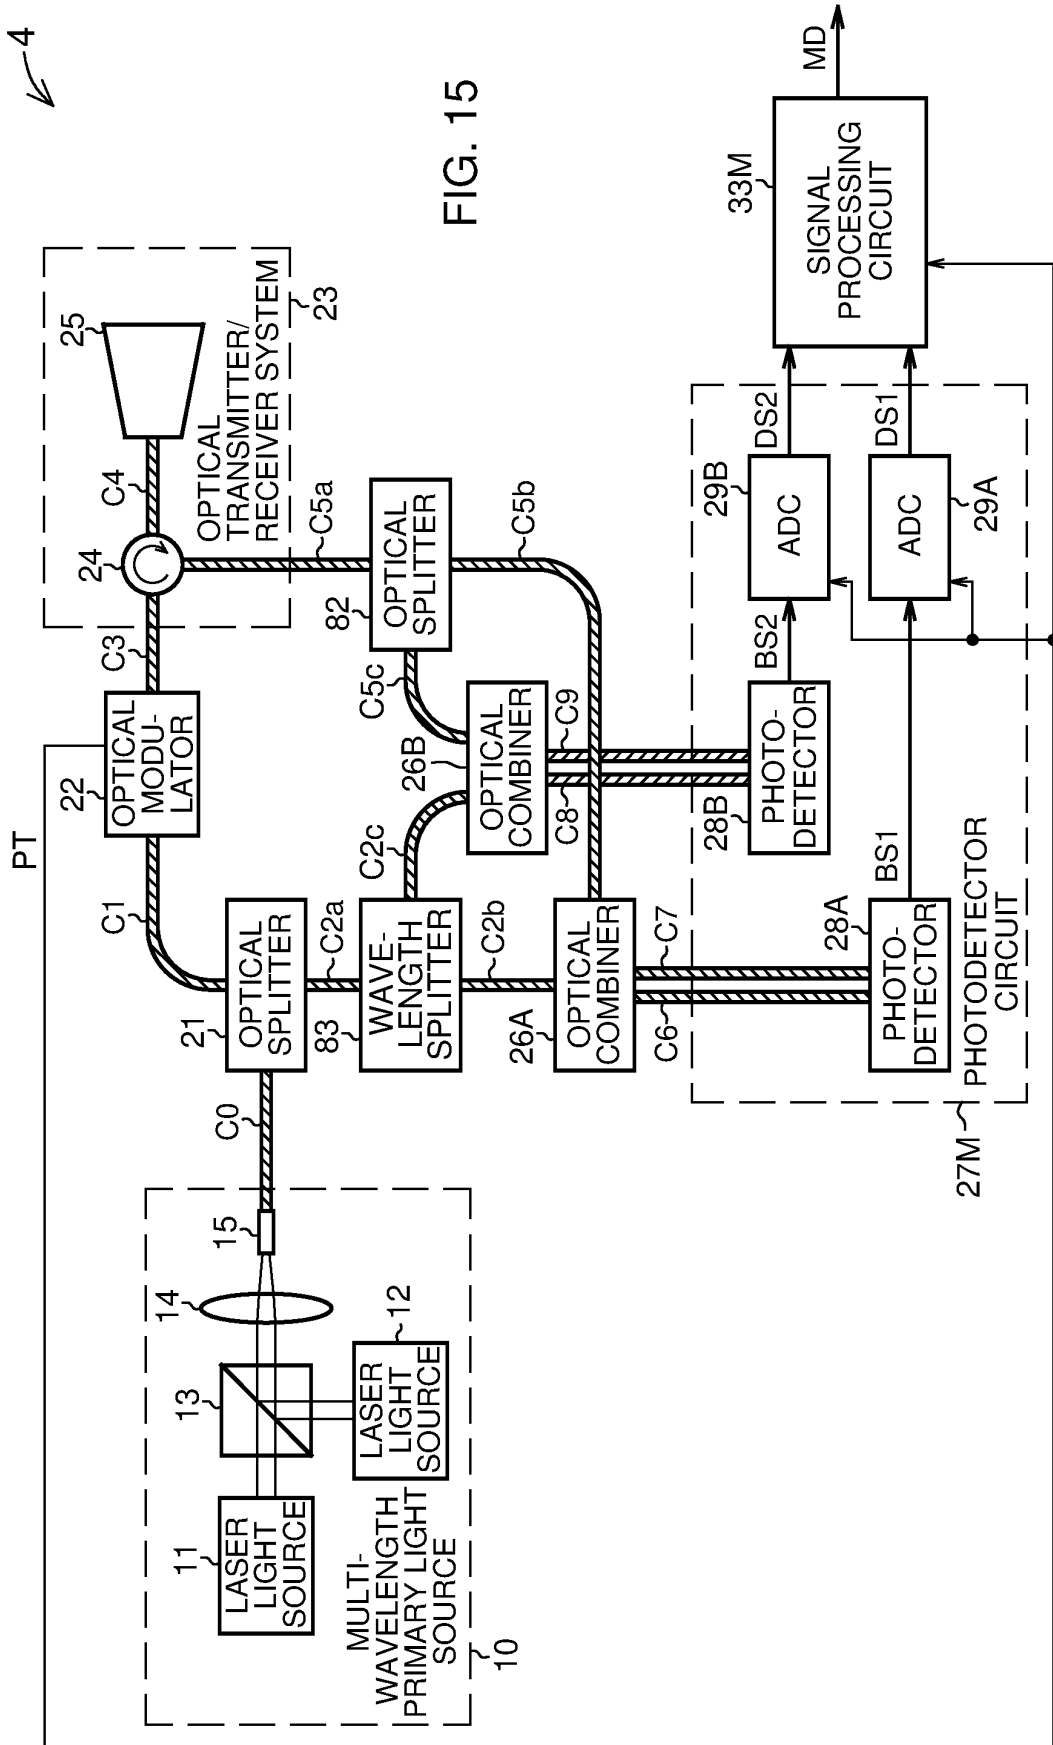 FIG. 15
4
MULTI-
WAVELENGTH
PRIMARY LIGHT
SOURCE
10
LASER
LIGHT
SOURCE
11
LASER
LIGHT
SOURCE
12
13
14
15
C0
OPTICAL
SPLITTER
21
C1
OPTICAL
MODU-
LATOR
22
PT
C3
24
C4
25
OPTICAL
TRANSMITTER/
RECEIVER SYSTEM
23
C2a
WAVE-
LENGTH
SPLITTER
83
C2c
C2b
C5a
OPTICAL
SPLITTER
82
C5c
C5b
OPTICAL
COMBINER
26B
C8
C9
OPTICAL
COMBINER
26A
C6
C7
PHOTO-
DETECTOR
28B
PHOTO-
DETECTOR
28A
BS2
BS1
ADC
29B
ADC
29A
DS2
DS1
PHOTODETECTOR
CIRCUIT
27M
SIGNAL
PROCESSING
CIRCUIT
33M
MD